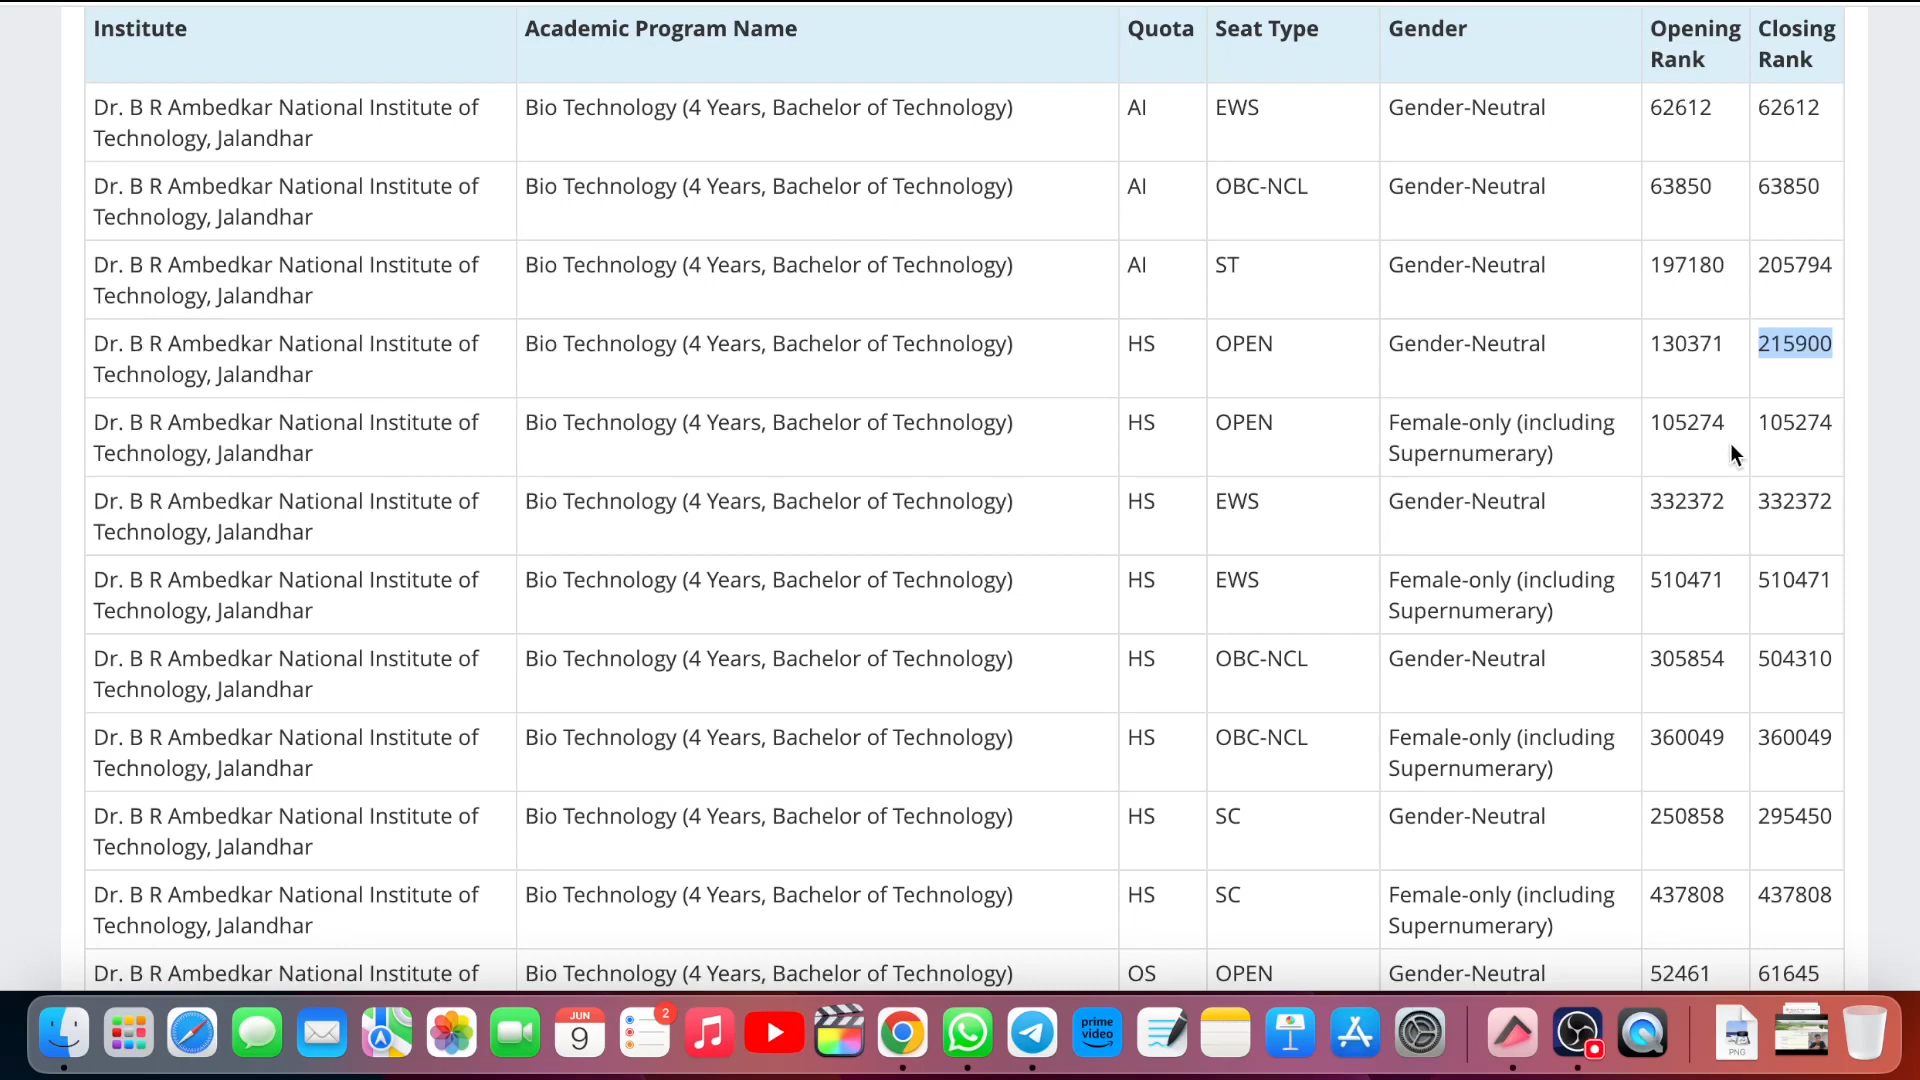 Institute Academic Program Name Quota Seat Type Gender Opening Rank Closing Rank
Dr. B R Ambedkar National Institute of Technology, Jalandhar Bio Technology (4 Years, Bachelor of Technology) AI EWS Gender-Neutral 62612 62612
Dr. B R Ambedkar National Institute of Technology, Jalandhar Bio Technology (4 Years, Bachelor of Technology) AI OBC-NCL Gender-Neutral 63850 63850
Dr. B R Ambedkar National Institute of Technology, Jalandhar Bio Technology (4 Years, Bachelor of Technology) AI ST Gender-Neutral 197180 205794
Dr. B R Ambedkar National Institute of Technology, Jalandhar Bio Technology (4 Years, Bachelor of Technology) HS OPEN Gender-Neutral 130371 215900
Dr. B R Ambedkar National Institute of Technology, Jalandhar Bio Technology (4 Years, Bachelor of Technology) HS OPEN Female-only (including Supernumerary) 105274 105274
Dr. B R Ambedkar National Institute of Technology, Jalandhar Bio Technology (4 Years, Bachelor of Technology) HS EWS Gender-Neutral 332372 332372
Dr. B R Ambedkar National Institute of Technology, Jalandhar Bio Technology (4 Years, Bachelor of Technology) HS EWS Female-only (including Supernumerary) 510471 510471
Dr. B R Ambedkar National Institute of Technology, Jalandhar Bio Technology (4 Years, Bachelor of Technology) HS OBC-NCL Gender-Neutral 305854 504310
Dr. B R Ambedkar National Institute of Technology, Jalandhar Bio Technology (4 Years, Bachelor of Technology) HS OBC-NCL Female-only (including Supernumerary) 360049 360049
Dr. B R Ambedkar National Institute of Technology, Jalandhar Bio Technology (4 Years, Bachelor of Technology) HS SC Gender-Neutral 250858 295450
Dr. B R Ambedkar National Institute of Technology, Jalandhar Bio Technology (4 Years, Bachelor of Technology) HS SC Female-only (including Supernumerary) 437808 437808
Dr. B R Ambedkar National Institute of Bio Technology (4 Years, Bachelor of Technology) OS OPEN Gender-Neutral 52461 61645
JUN
9
2
prime video
PNG